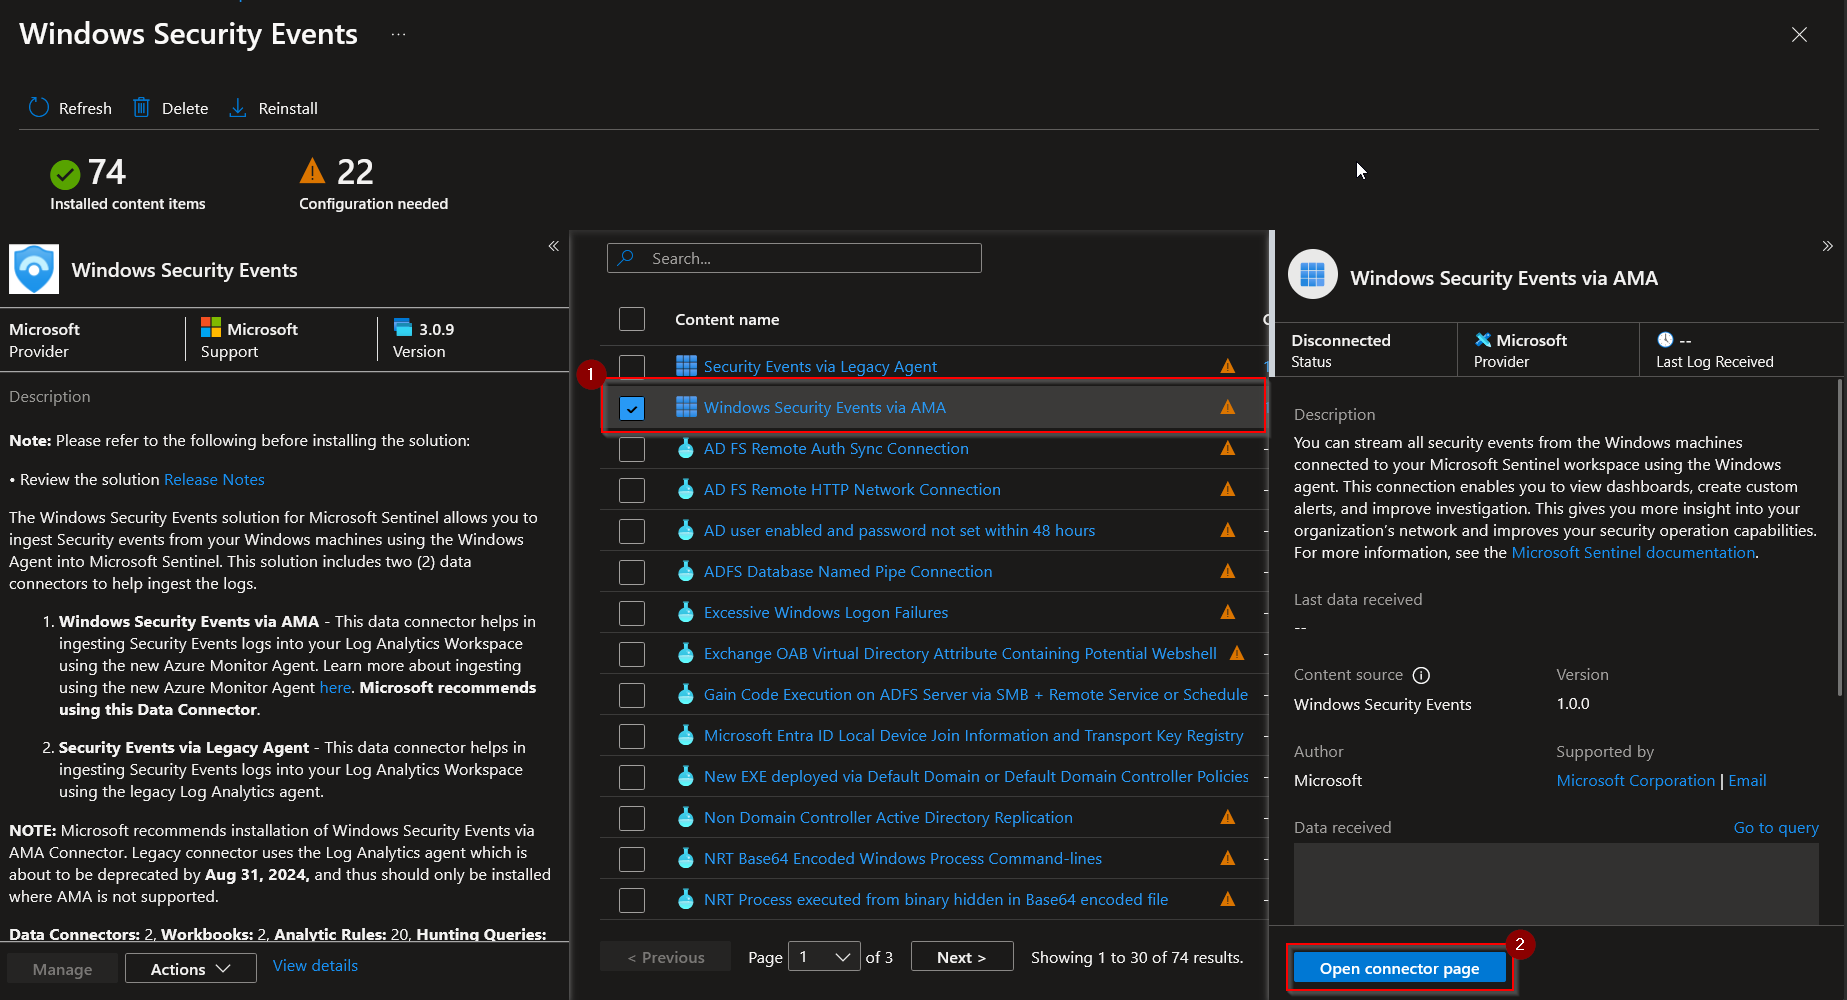 Windows Security Events ...
Refresh Delete Reinstall
74
Installed content items
22
Configuration needed
«
Windows Security Events
Microsoft
Provider
Microsoft
Support
3.0.9
Version
Description
Note: Please refer to the following before installing the solution:
• Review the solution Release Notes
The Windows Security Events solution for Microsoft Sentinel allows you to
ingest Security events from your Windows machines using the Windows
Agent into Microsoft Sentinel. This solution includes two (2) data
connectors to help ingest the logs.
1. Windows Security Events via AMA - This data connector helps in
ingesting Security Events logs into your Log Analytics Workspace
using the new Azure Monitor Agent. Learn more about ingesting
using the new Azure Monitor Agent here. Microsoft recommends
using this Data Connector.
2. Security Events via Legacy Agent - This data connector helps in
ingesting Security Events logs into your Log Analytics Workspace
using the legacy Log Analytics agent.
NOTE: Microsoft recommends installation of Windows Security Events via
AMA Connector. Legacy connector uses the Log Analytics agent which is
about to be deprecated by Aug 31, 2024, and thus should only be installed
where AMA is not supported.
Data Connectors: 2, Workbooks: 2, Analytic Rules: 20, Hunting Queries:
Manage Actions View details
Search...
Content name
Security Events via Legacy Agent
1
Windows Security Events via AMA
AD FS Remote Auth Sync Connection
AD FS Remote HTTP Network Connection
AD user enabled and password not set within 48 hours
ADFS Database Named Pipe Connection
Excessive Windows Logon Failures
Exchange OAB Virtual Directory Attribute Containing Potential Webshell
Gain Code Execution on ADFS Server via SMB + Remote Service or Schedule
Microsoft Entra ID Local Device Join Information and Transport Key Registry
New EXE deployed via Default Domain or Default Domain Controller Policies
Non Domain Controller Active Directory Replication
NRT Base64 Encoded Windows Process Command-lines
NRT Process executed from binary hidden in Base64 encoded file
< Previous Page 1 of 3 Next > Showing 1 to 30 of 74 results.
»
Windows Security Events via AMA
Disconnected
Status
Microsoft
Provider
--
Last Log Received
Description
You can stream all security events from the Windows machines
connected to your Microsoft Sentinel workspace using the Windows
agent. This connection enables you to view dashboards, create custom
alerts, and improve investigation. This gives you more insight into your
organization's network and improves your security operation capabilities.
For more information, see the Microsoft Sentinel documentation.
Last data received
--
Content source Version
Windows Security Events 1.0.0
Author Supported by
Microsoft Microsoft Corporation | Email
Data received Go to query
2
Open connector page